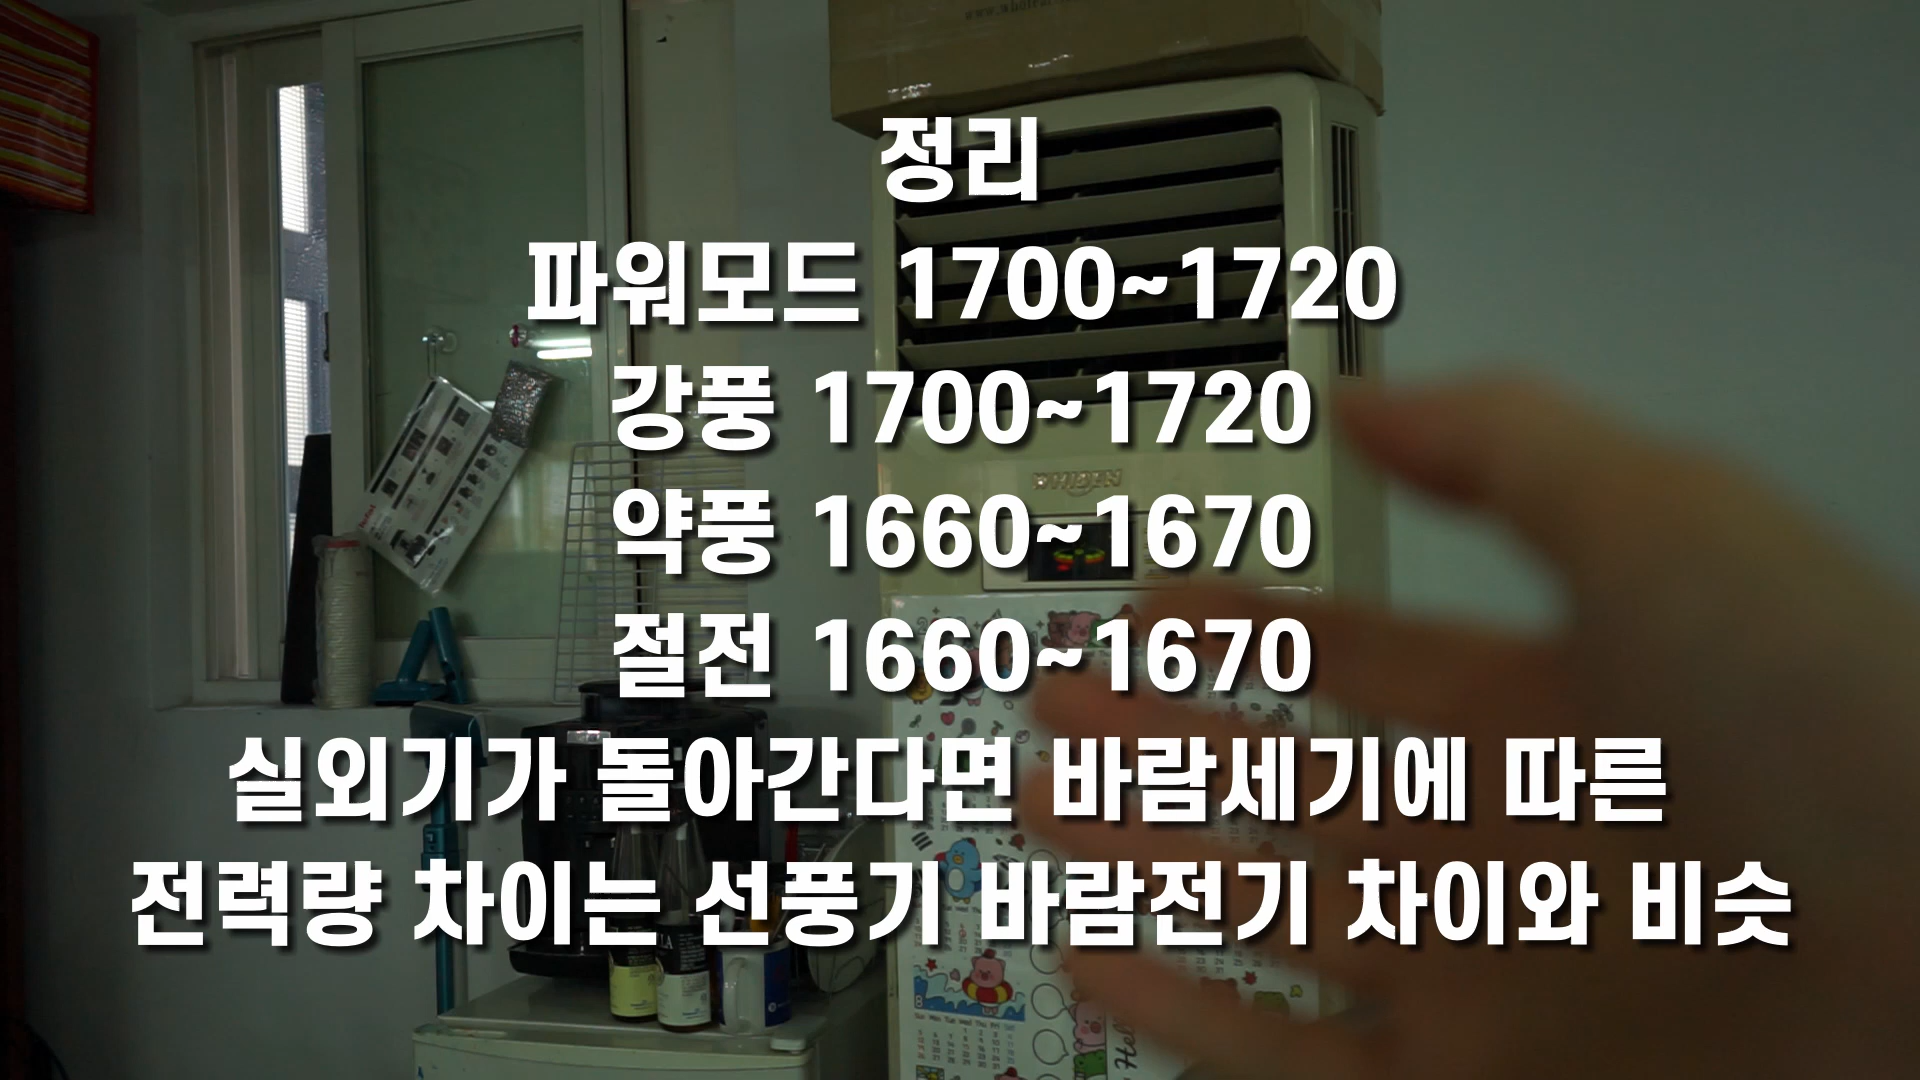 정리
파워모드 1700~1720
강풍 1700~1720
약풍 1660~1670
절전 1660~1670
실외기가 돌아간다면 바람세기에 따른
전력량 차이는 선풍기 바람전기 차이와 비슷
WHISEN